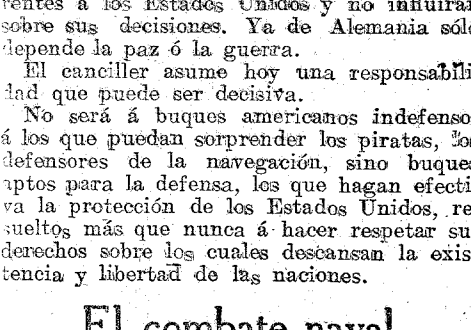 rentes á los Estados Unidos y no influirá
sobre sus decisiones. Ya de Alemania sól
depende la paz ó la guerra.
El canciller asume hoy una responsabili
dad que puede ser decisiva.
No será á buques americanos indefenso
á los que puedan sorprender los piratas, lo
defensores de la navegación, sino buque
aptos para la defensa, los que hagan efecti
va la protección de los Estados Unidos, re
sueltos más que nunca á hacer respetar su
derechos sobre los cuales descansan la exis
tencia y libertad de las naciones.
El combate naval